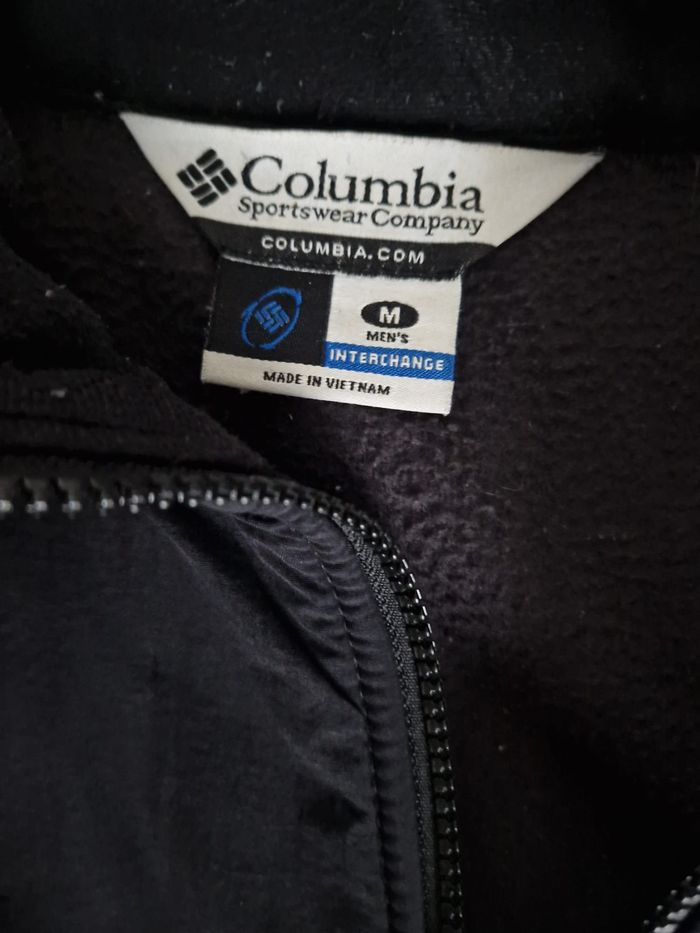 Columbia
Sportswear Company
COLUMBIA.COM
M
MEN'S
INTERCHANGE
MADE IN VIETNAM